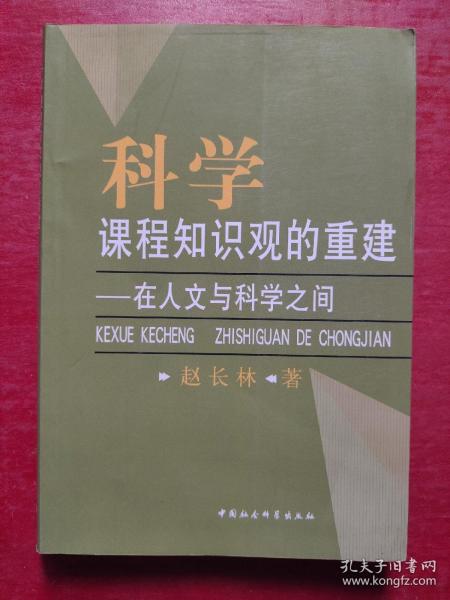 科学
课程知识观的重建
——在人文与科学之间
KEXUE KECHENG ZHISHIGUAN DE CHONGJIAN
赵长林 著
中国社会科学出版社
孔夫子旧书网
www.kongfz.com